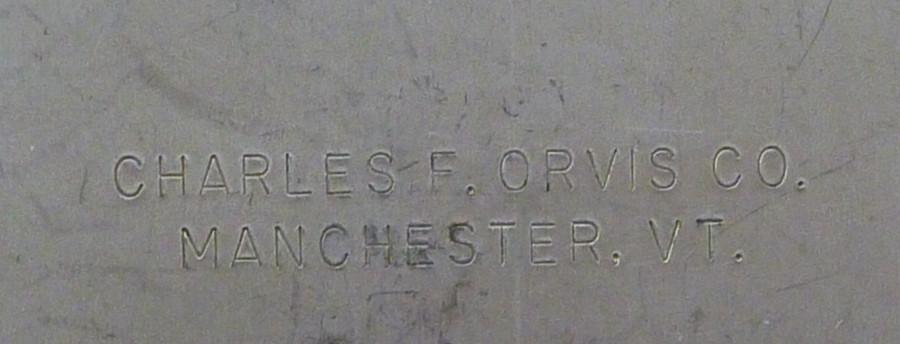 CHARLES F. ORVIS CO.
MANCHESTER, VT.